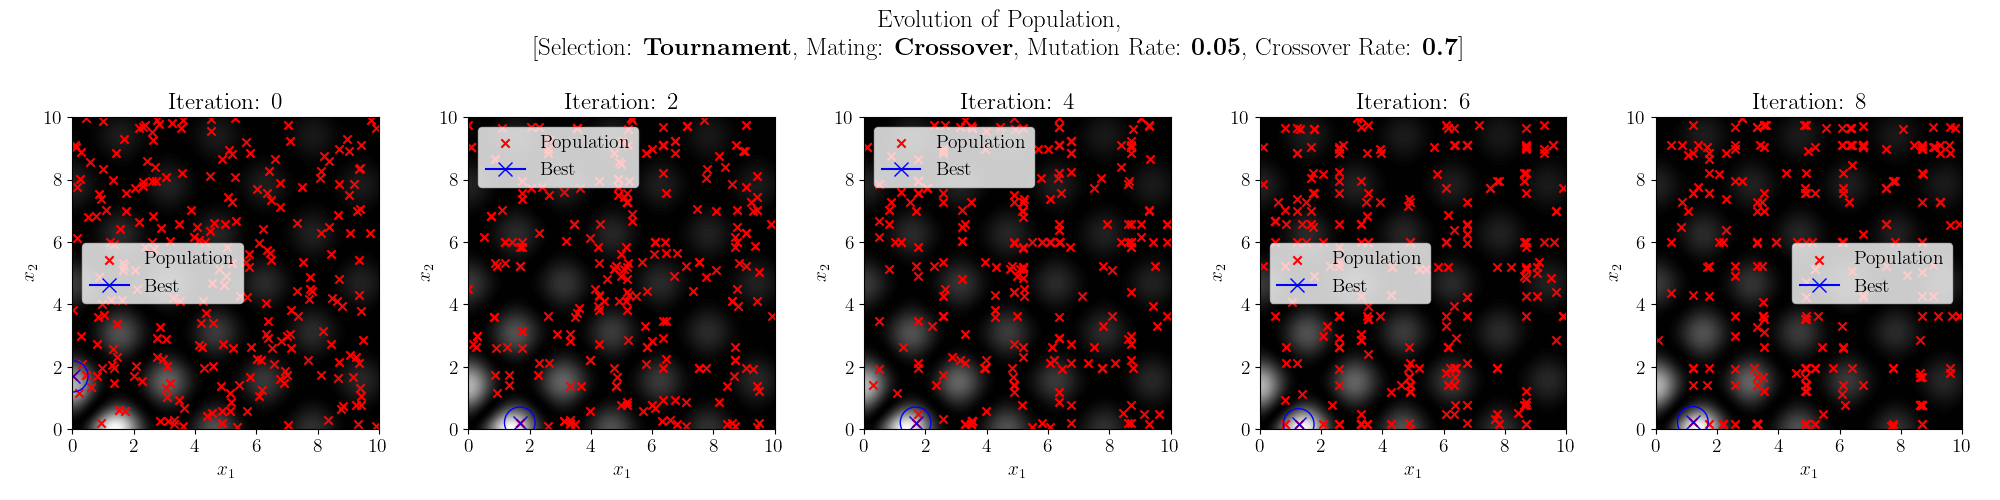 Evolution of Population,
[Selection: Tournament, Mating: Crossover, Mutation Rate: 0.05, Crossover Rate: 0.7]
Iteration: 0
10
8
6
4
2
0
x2
Population
Best
0 2 4 6 8 10
x1
Iteration: 2
10
8
6
4
2
0
x2
Population
Best
0 2 4 6 8 10
x1
Iteration: 4
10
8
6
4
2
0
x2
Population
Best
0 2 4 6 8 10
x1
Iteration: 6
10
8
6
4
2
0
x2
Population
Best
0 2 4 6 8 10
x1
Iteration: 8
10
8
6
4
2
0
x2
Population
Best
0 2 4 6 8 10
x1